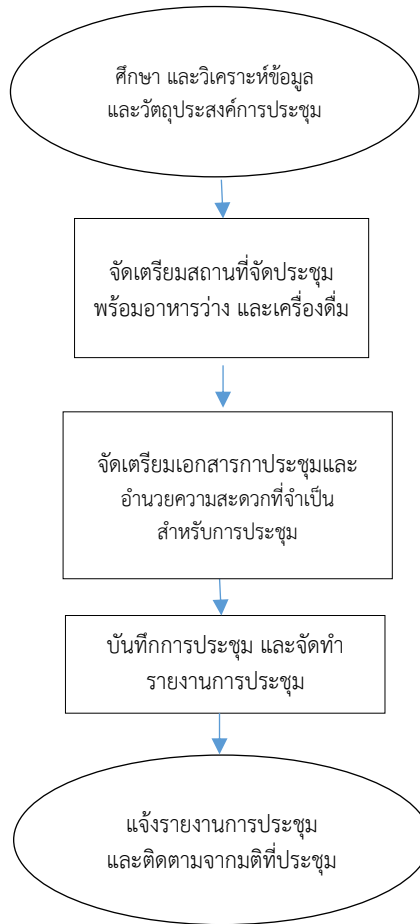 ศึกษา และวิเคราะห์ข้อมูล
และวัตถุประสงค์การประชุม
จัดเตรียมสถานที่จัดประชุม
พร้อมอาหารว่าง และเครื่องดื่ม
จัดเตรียมเอกสารกาประชุมและ
อำนวยความสะดวกที่จำเป็น
สำหรับการประชุม
บันทึกการประชุม และจัดทำ
รายงานการประชุม
แจ้งรายงานการประชุม
และติดตามจากมติที่ประชุม